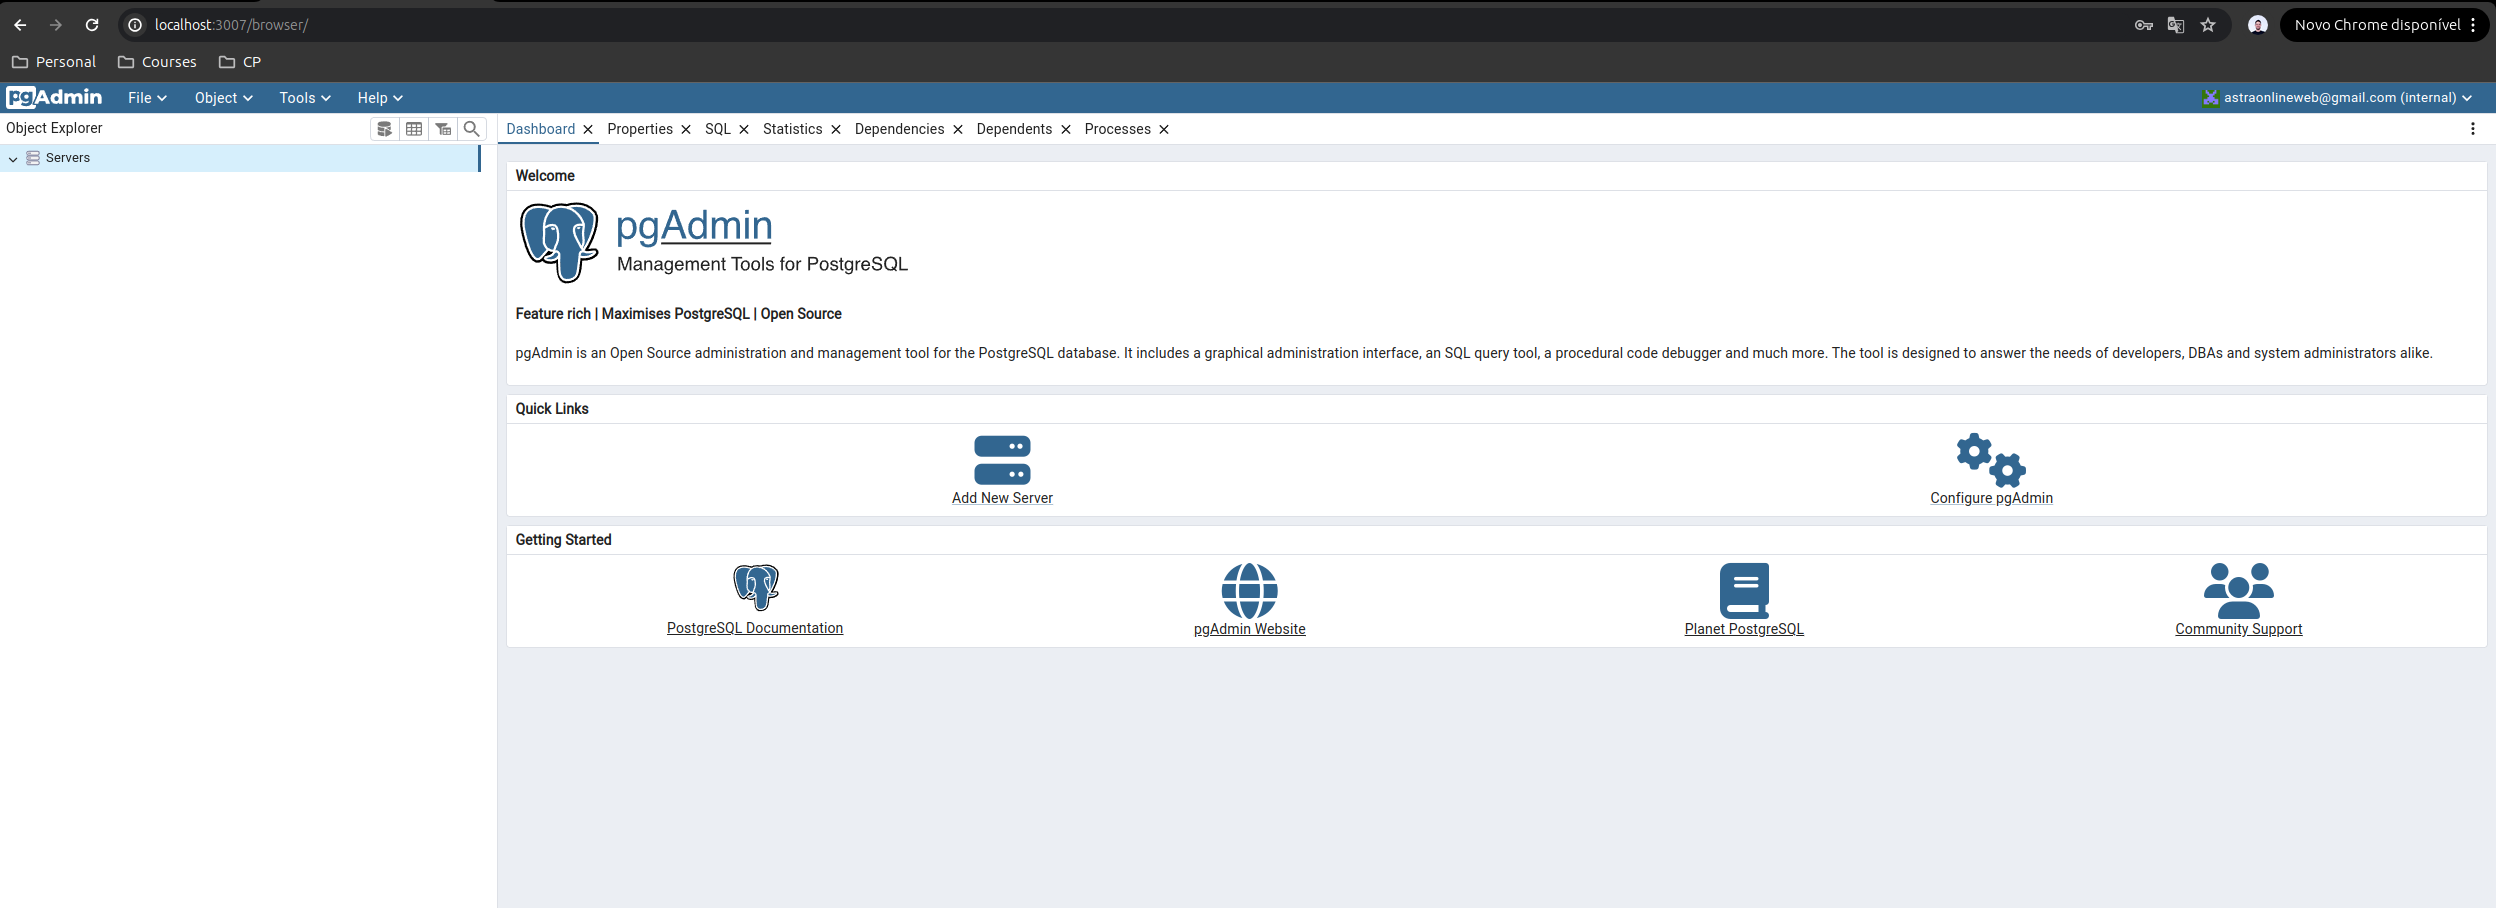 localhost:3007/browser/
Novo Chrome disponível
Personal Courses CP
pgAdmin File Object Tools Help astraonlineweb@gmail.com (internal)
Object Explorer
Servers
Dashboard Properties SQL Statistics Dependencies Dependents Processes
Welcome
pgAdmin
Management Tools for PostgreSQL
Feature rich | Maximises PostgreSQL | Open Source
pgAdmin is an Open Source administration and management tool for the PostgreSQL database. It includes a graphical administration interface, an SQL query tool, a procedural code debugger and much more. The tool is designed to answer the needs of developers, DBAs and system administrators alike.
Quick Links
Add New Server Configure pgAdmin
Getting Started
PostgreSQL Documentation pgAdmin Website Planet PostgreSQL Community Support